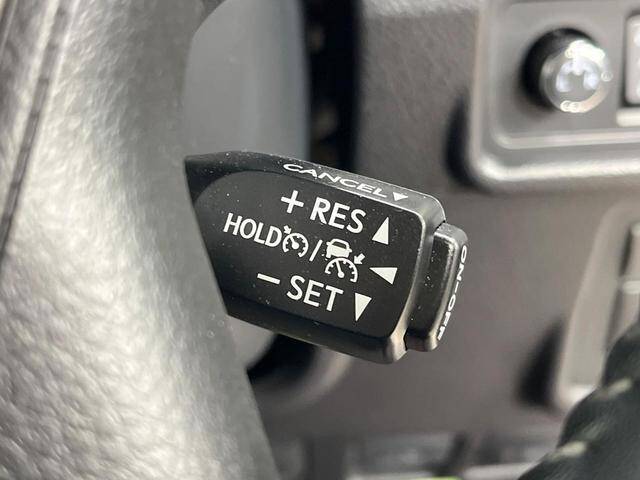 CANCEL▼
+ RES ▲
HOLD / ◀
− SET ▼
ON-OFF